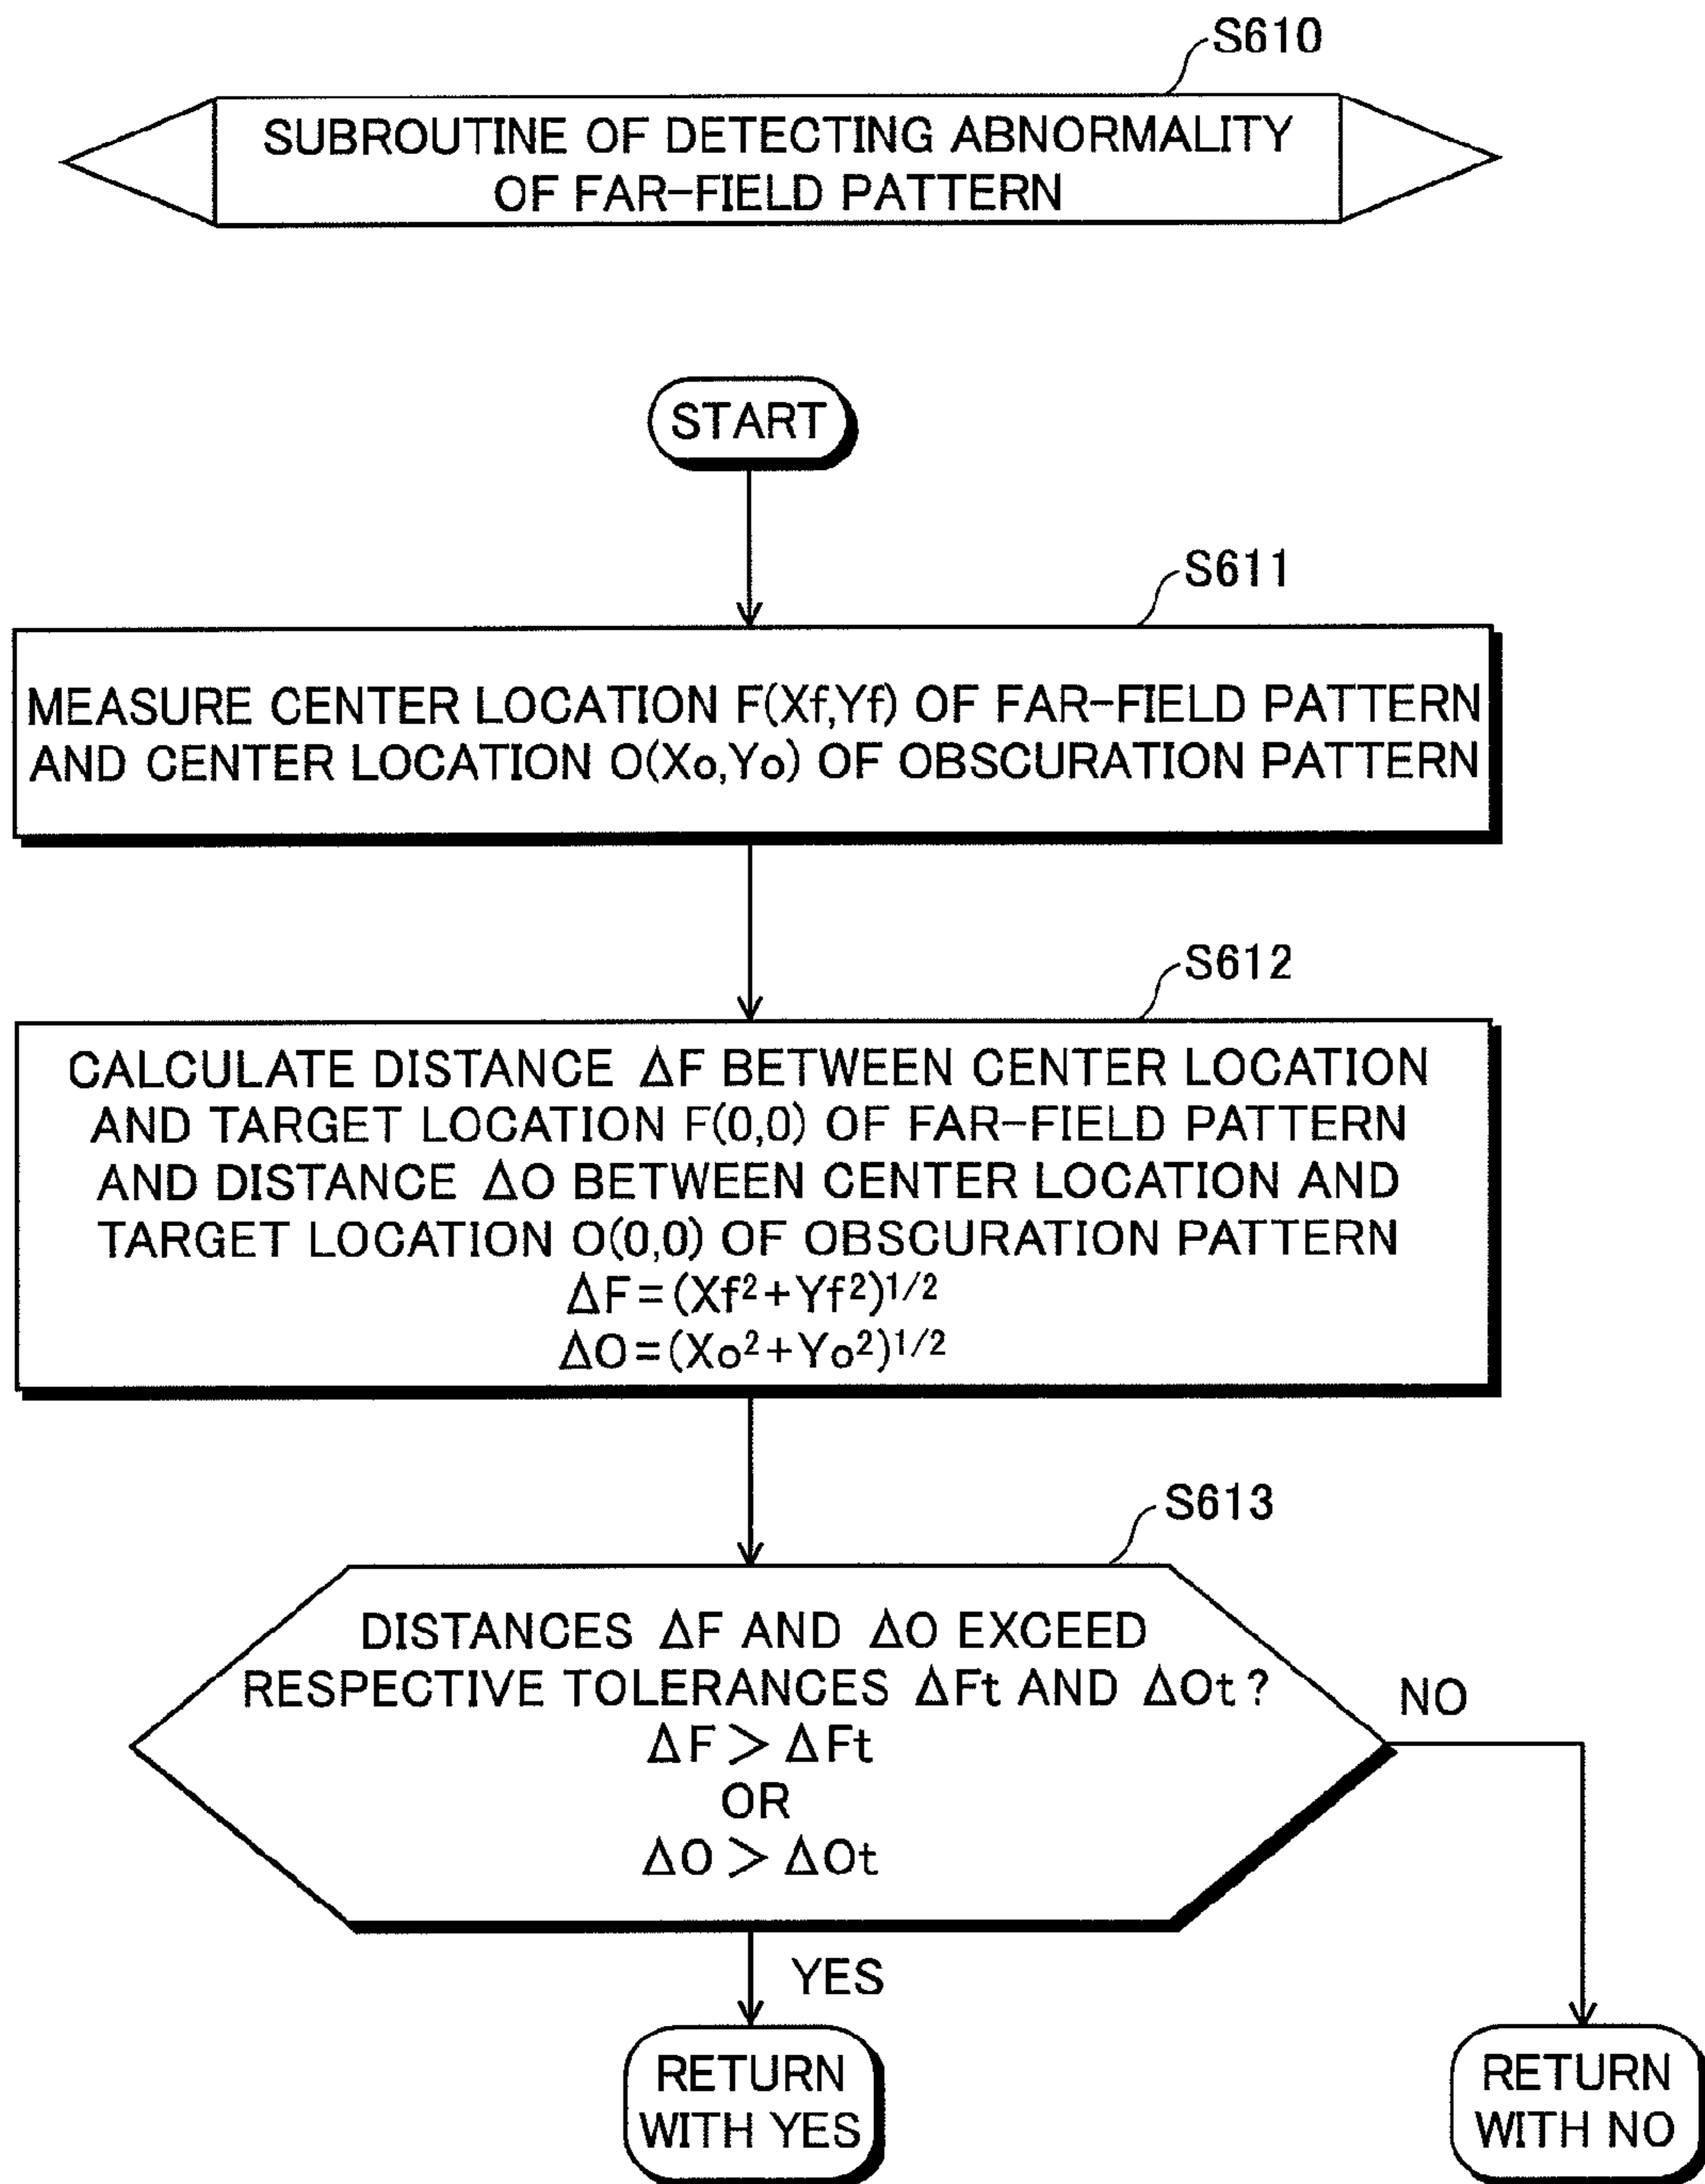 S610
SUBROUTINE OF DETECTING ABNORMALITY
OF FAR-FIELD PATTERN
START
S611
MEASURE CENTER LOCATION F(Xf,Yf) OF FAR-FIELD PATTERN
AND CENTER LOCATION O(Xo,Yo) OF OBSCURATION PATTERN
S612
CALCULATE DISTANCE ΔF BETWEEN CENTER LOCATION
AND TARGET LOCATION F(0,0) OF FAR-FIELD PATTERN
AND DISTANCE ΔO BETWEEN CENTER LOCATION AND
TARGET LOCATION O(0,0) OF OBSCURATION PATTERN
ΔF=(Xf²+Yf²)¹/²
ΔO=(Xo²+Yo²)¹/²
S613
DISTANCES ΔF AND ΔO EXCEED
RESPECTIVE TOLERANCES ΔFt AND ΔOt?
ΔF > ΔFt
OR
ΔO > ΔOt
NO
YES
RETURN
WITH YES
RETURN
WITH NO